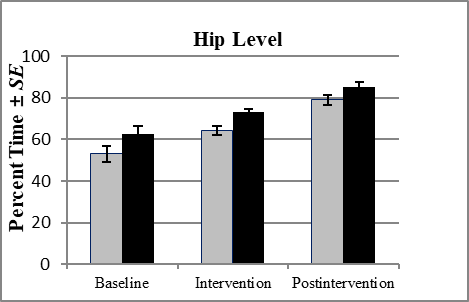 Hip Level
Percent Time ± SE
100
80
60
40
20
0
Baseline
Intervention
Postintervention